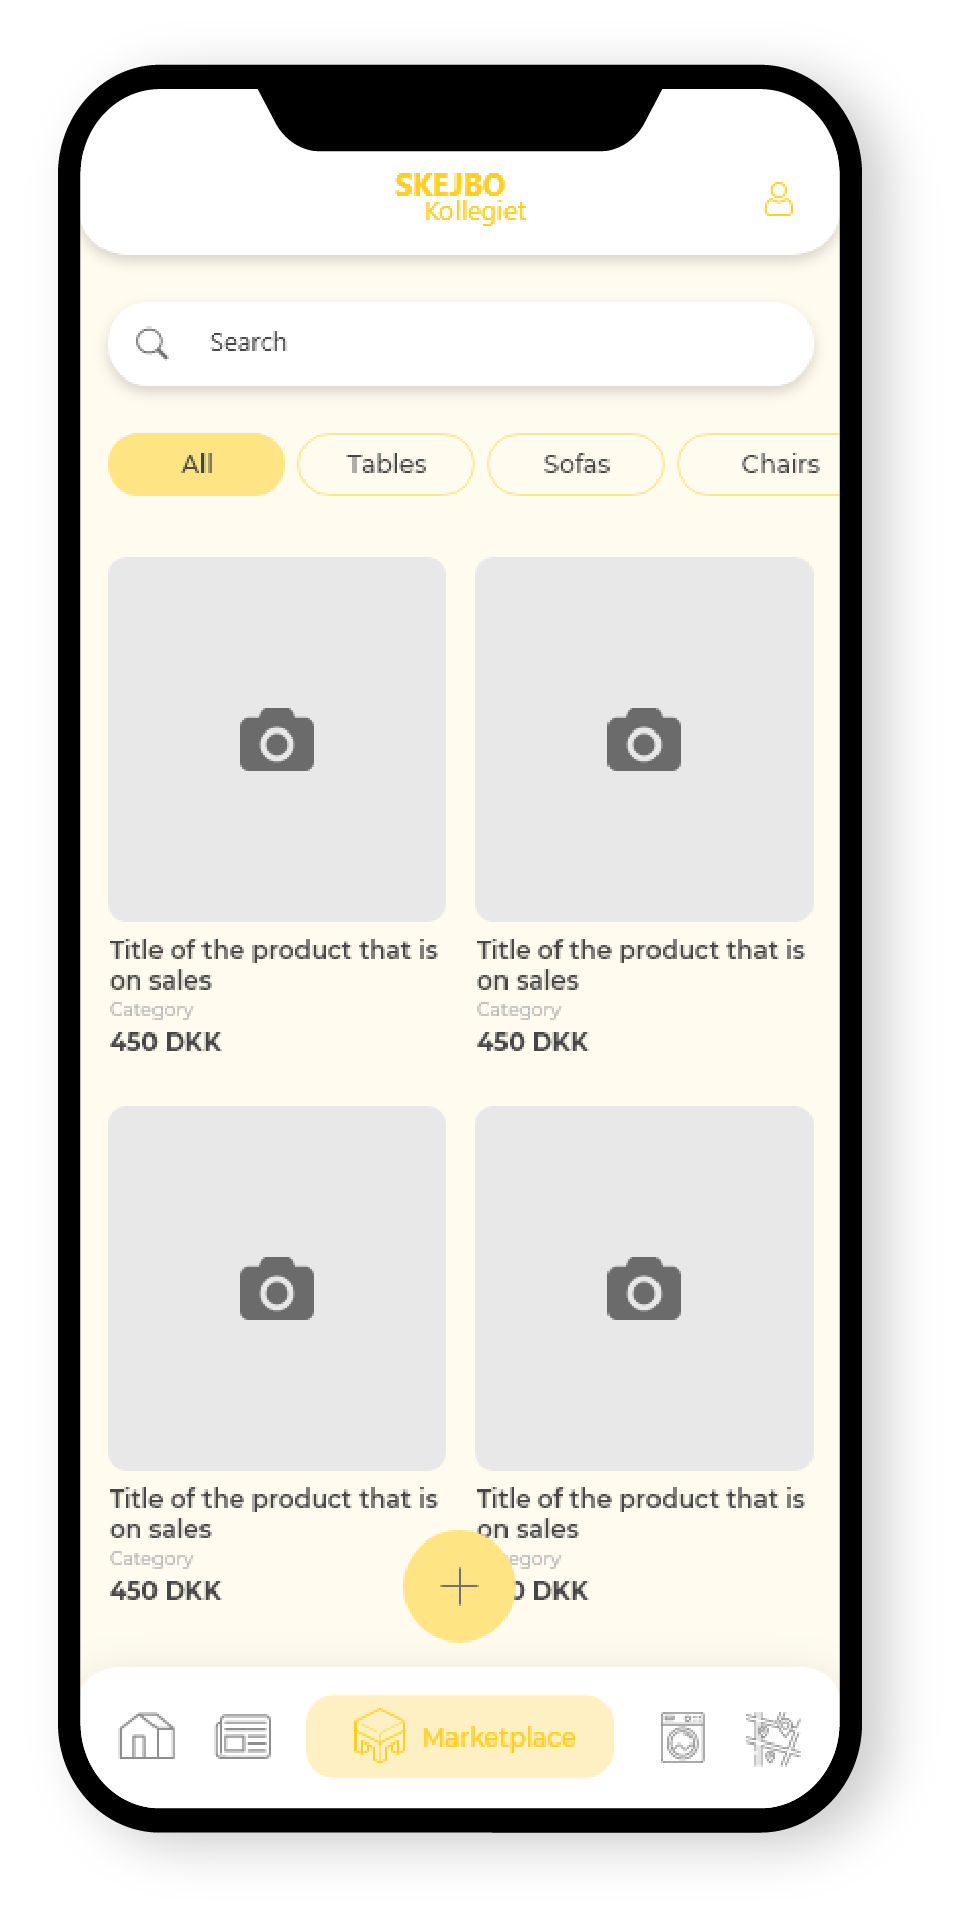 SKEJBO
Kollegiet
Search
All Tables Sofas Chairs
Title of the product that is
on sales
Category
450 DKK
Title of the product that is
on sales
Category
450 DKK
Title of the product that is
on sales
Category
450 DKK
Title of the product that is
on sales
egory
0 DKK
Marketplace